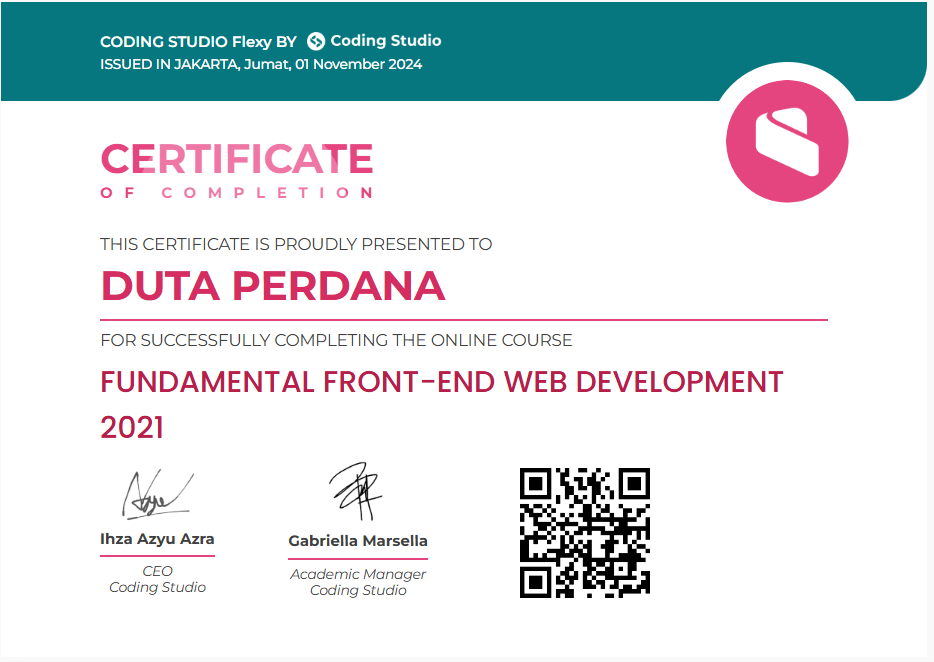 CODING STUDIO Flexy BY Coding Studio
ISSUED IN JAKARTA, Jumat, 01 November 2024
CERTIFICATE
OF COMPLETION
THIS CERTIFICATE IS PROUDLY PRESENTED TO
DUTA PERDANA
FOR SUCCESSFULLY COMPLETING THE ONLINE COURSE
FUNDAMENTAL FRONT-END WEB DEVELOPMENT
2021
Ihza Azyu Azra
CEO
Coding Studio
Gabriella Marsella
Academic Manager
Coding Studio